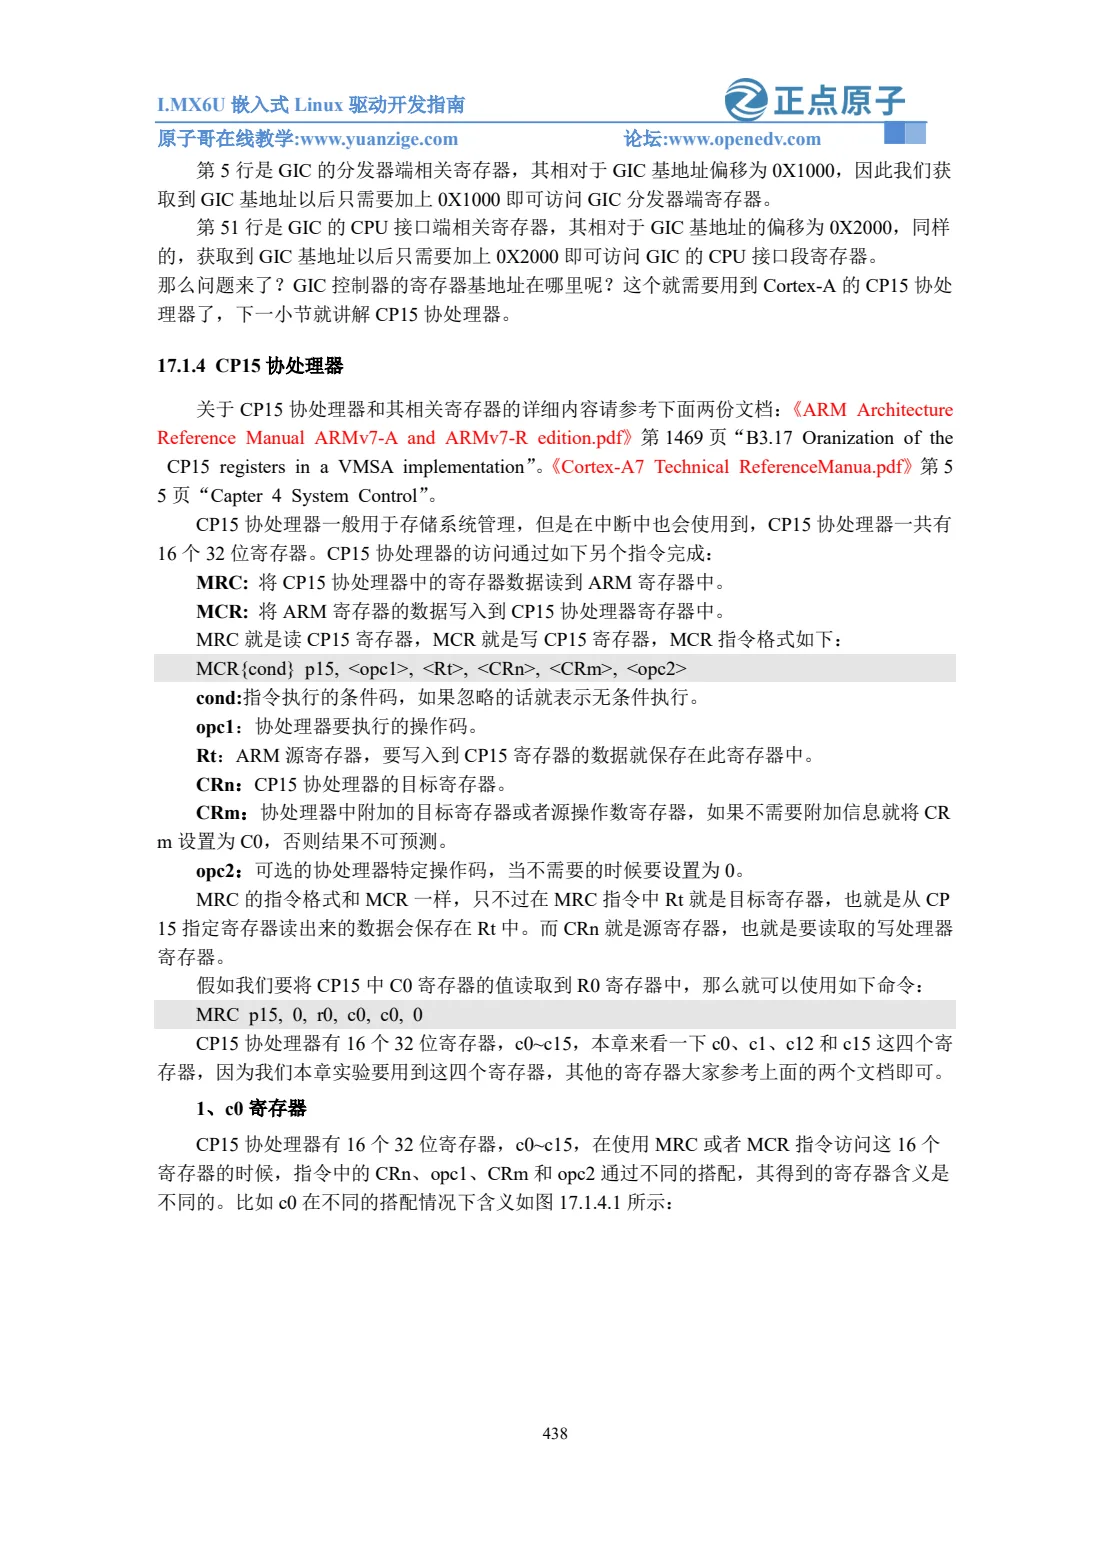 I.MX6U 嵌入式 Linux 驱动开发指南
正点原子
原子哥在线教学:www.yuanzige.com 论坛:www.openedv.com
第 5 行是 GIC 的分发器端相关寄存器，其相对于 GIC 基地址偏移为 0X1000，因此我们获
取到 GIC 基地址以后只需要加上 0X1000 即可访问 GIC 分发器端寄存器。
第 51 行是 GIC 的 CPU 接口端相关寄存器，其相对于 GIC 基地址的偏移为 0X2000，同样
的，获取到 GIC 基地址以后只需要加上 0X2000 即可访问 GIC 的 CPU 接口段寄存器。
那么问题来了？GIC 控制器的寄存器基地址在哪里呢？这个就需要用到 Cortex-A 的 CP15 协处
理器了，下一小节就讲解 CP15 协处理器。
17.1.4 CP15 协处理器
关于 CP15 协处理器和其相关寄存器的详细内容请参考下面两份文档：《ARM Architecture
Reference Manual ARMv7-A and ARMv7-R edition.pdf》第 1469 页“B3.17 Oranization of the
CP15 registers in a VMSA implementation”。《Cortex-A7 Technical ReferenceManua.pdf》第 5
5 页“Capter 4 System Control”。
CP15 协处理器一般用于存储系统管理，但是在中断中也会使用到，CP15 协处理器一共有
16 个 32 位寄存器。CP15 协处理器的访问通过如下另个指令完成：
MRC: 将 CP15 协处理器中的寄存器数据读到 ARM 寄存器中。
MCR: 将 ARM 寄存器的数据写入到 CP15 协处理器寄存器中。
MRC 就是读 CP15 寄存器，MCR 就是写 CP15 寄存器，MCR 指令格式如下：
MCR{cond} p15, <opc1>, <Rt>, <CRn>, <CRm>, <opc2>
cond:指令执行的条件码，如果忽略的话就表示无条件执行。
opc1：协处理器要执行的操作码。
Rt：ARM 源寄存器，要写入到 CP15 寄存器的数据就保存在此寄存器中。
CRn：CP15 协处理器的目标寄存器。
CRm：协处理器中附加的目标寄存器或者源操作数寄存器，如果不需要附加信息就将 CR
m 设置为 C0，否则结果不可预测。
opc2：可选的协处理器特定操作码，当不需要的时候要设置为 0。
MRC 的指令格式和 MCR 一样，只不过在 MRC 指令中 Rt 就是目标寄存器，也就是从 CP
15 指定寄存器读出来的数据会保存在 Rt 中。而 CRn 就是源寄存器，也就是要读取的写处理器
寄存器。
假如我们要将 CP15 中 C0 寄存器的值读取到 R0 寄存器中，那么就可以使用如下命令：
MRC p15, 0, r0, c0, c0, 0
CP15 协处理器有 16 个 32 位寄存器，c0~c15，本章来看一下 c0、c1、c12 和 c15 这四个寄
存器，因为我们本章实验要用到这四个寄存器，其他的寄存器大家参考上面的两个文档即可。
1、c0 寄存器
CP15 协处理器有 16 个 32 位寄存器，c0~c15，在使用 MRC 或者 MCR 指令访问这 16 个
寄存器的时候，指令中的 CRn、opc1、CRm 和 opc2 通过不同的搭配，其得到的寄存器含义是
不同的。比如 c0 在不同的搭配情况下含义如图 17.1.4.1 所示：
438